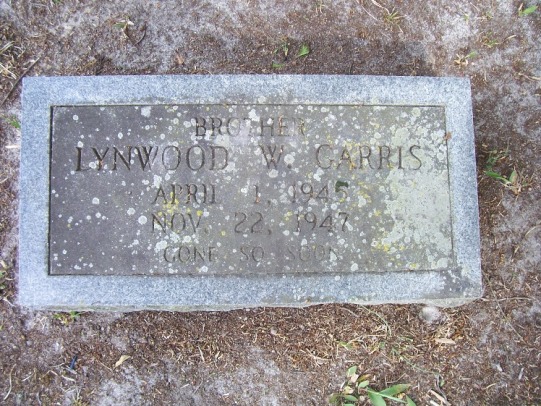 BROTHER
LYNWOOD W. GARRIS
APRIL 1, 1945
NOV. 22, 1947
GONE SO SOON